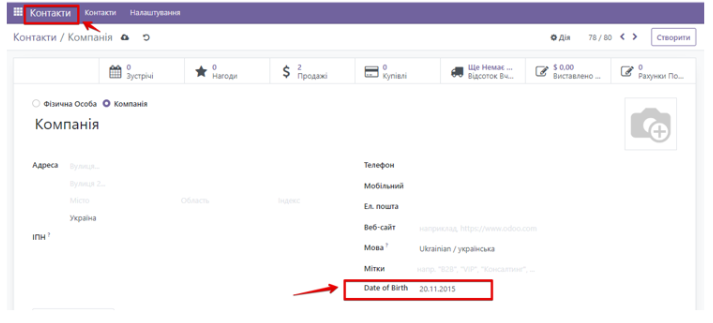 Контакти Контакти Налаштування
Контакти / Компанія Дія 78 / 80 Створити
0 Зустрічі 0 Нагоди 2 Продажі 0 Купівлі Ще Немає ... Відсоток Вч... $ 0,00 Виставлено ... 0 Рахунки По...
Фізична Особа Компанія
Компанія
Адреса Вулиця... Телефон
Вулиця 2... Мобільний
Місто Область Індекс Ел. пошта
Україна Веб-сайт наприклад, https://www.odoo.com
ІПН ? Мова ? Ukrainian / українська
Мітки напр. "B2B", "VIP", "Консалтинг", ...
Date of Birth 20.11.2015